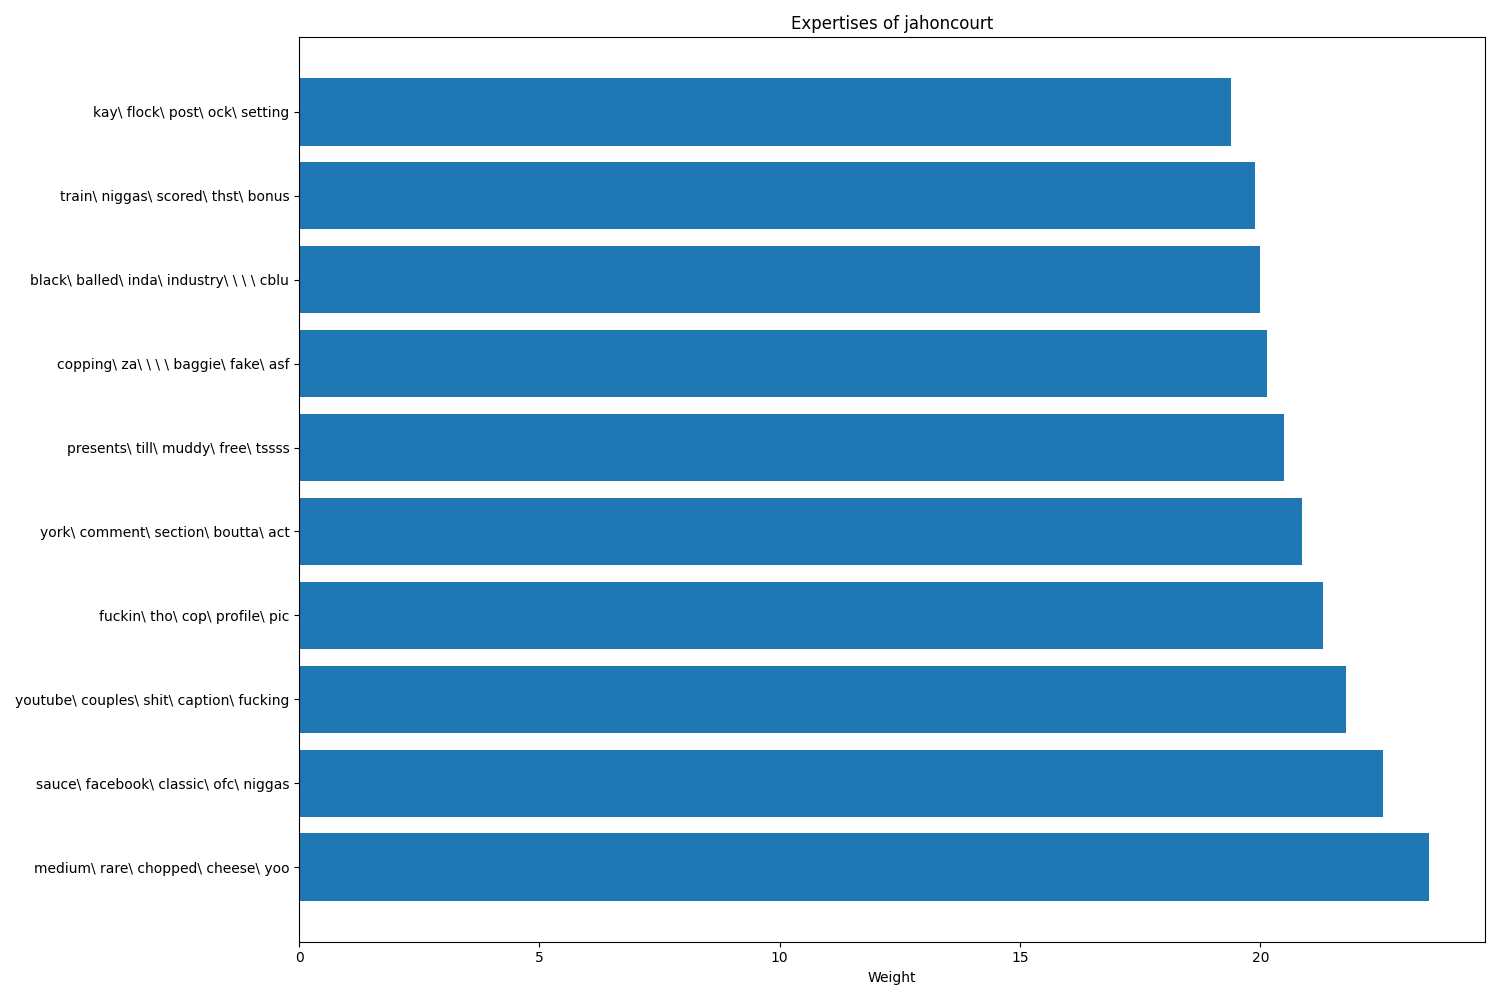 Expertises of jahoncourt
kay\ flock\ post\ ock\ setting
train\ niggas\ scored\ thst\ bonus
black\ balled\ inda\ industry\ \ \ \ cblu
copping\ za\ \ \ \ baggie\ fake\ asf
presents\ till\ muddy\ free\ tssss
york\ comment\ section\ boutta\ act
fuckin\ tho\ cop\ profile\ pic
youtube\ couples\ shit\ caption\ fucking
sauce\ facebook\ classic\ ofc\ niggas
medium\ rare\ chopped\ cheese\ yoo
0 5 10 15 20
Weight